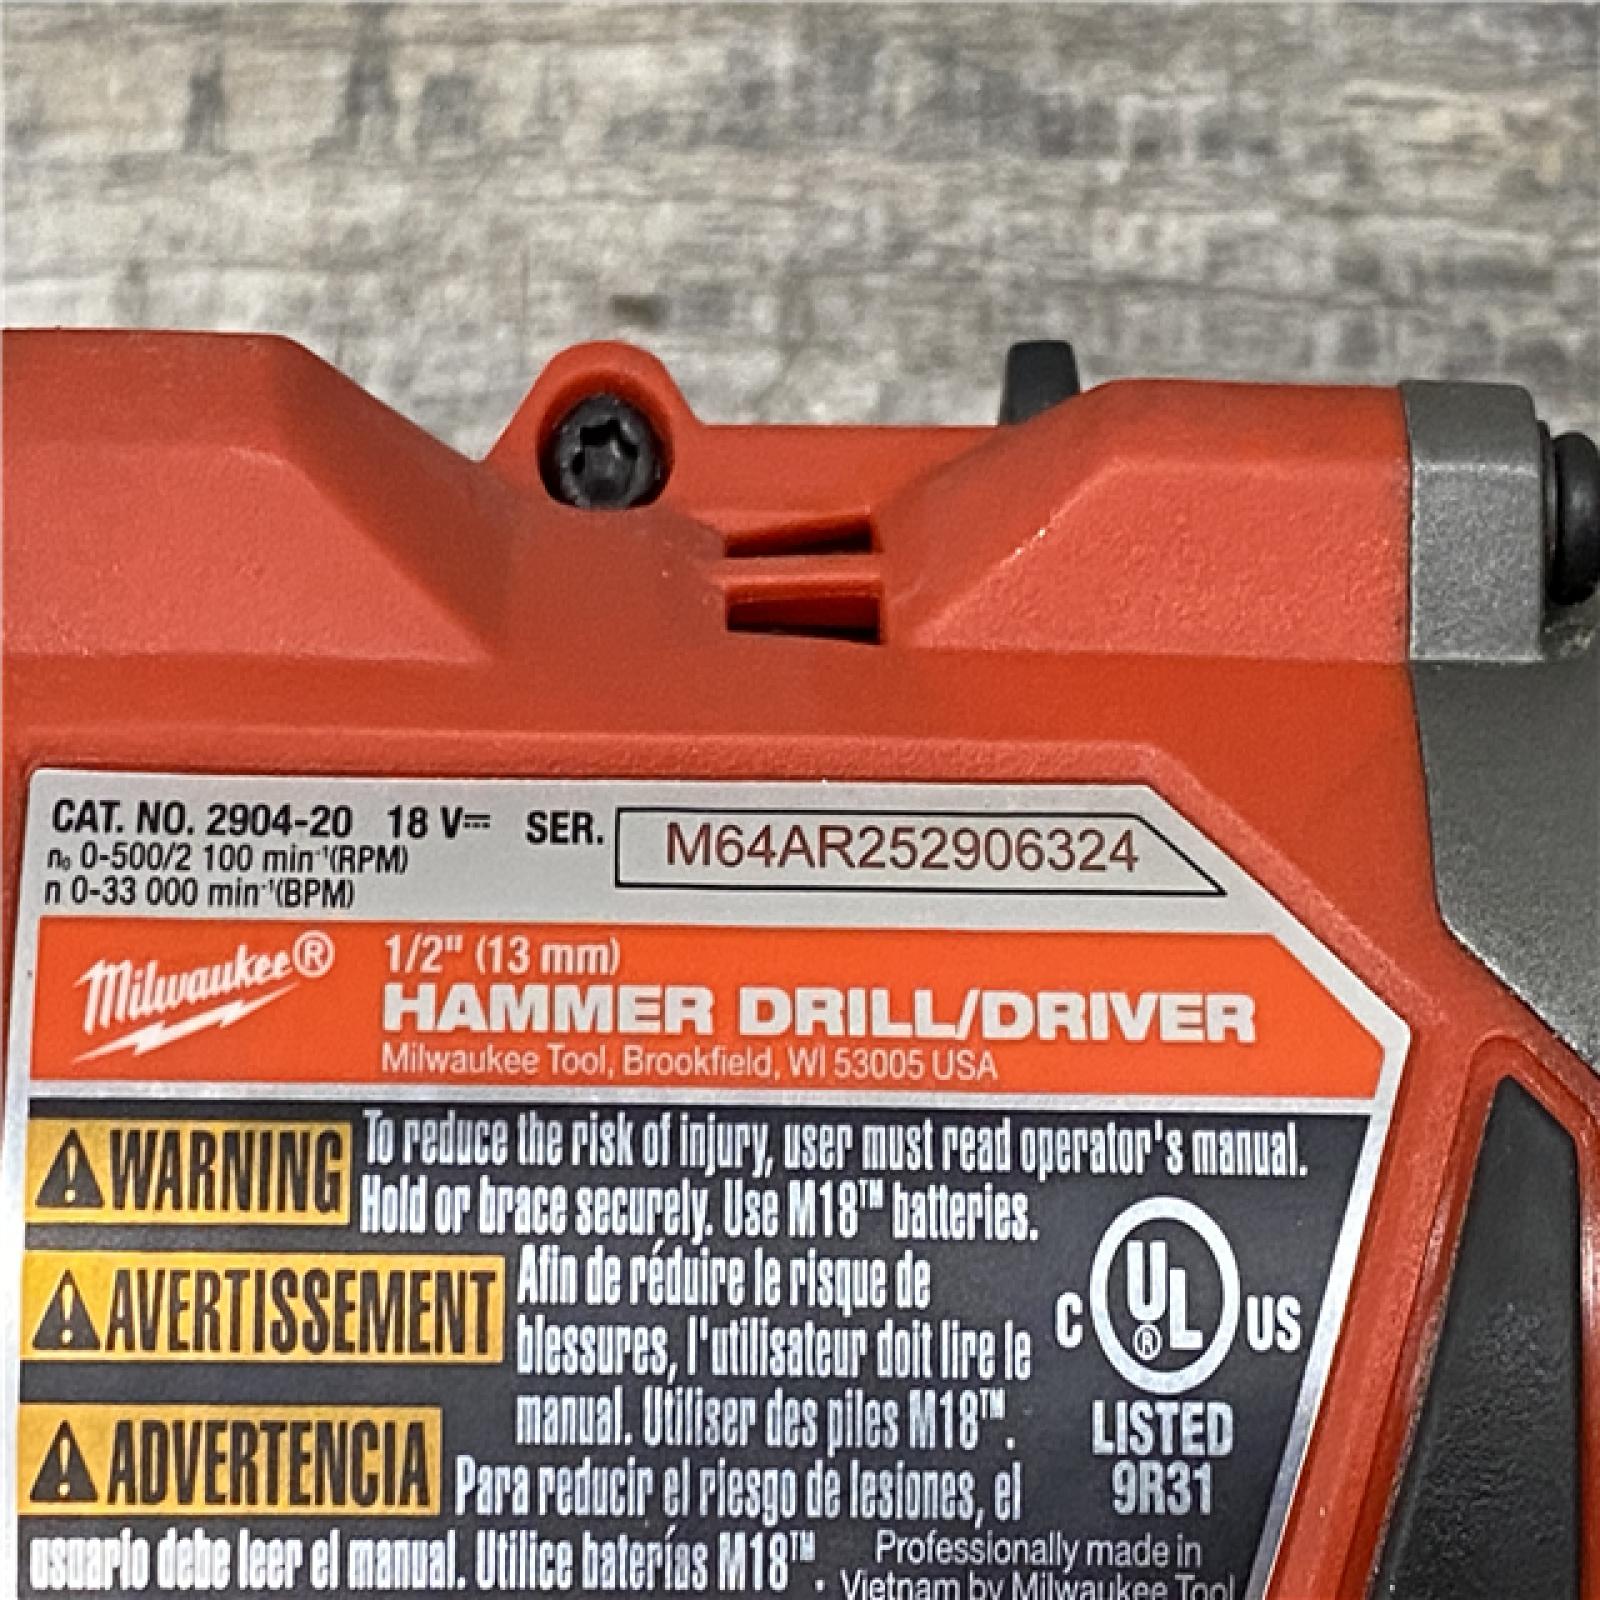 CAT. NO. 2904-20 18 V⎓ SER. M64AR252906324
n₀ 0-500/2 100 min⁻¹(RPM)
n 0-33 000 min⁻¹(BPM)
Milwaukee®
1/2" (13 mm)
HAMMER DRILL/DRIVER
Milwaukee Tool, Brookfield, WI 53005 USA
⚠WARNING To reduce the risk of injury, user must read operator's manual.
Hold or brace securely. Use M18™ batteries.
⚠AVERTISSEMENT Afin de réduire le risque de
blessures, l'utilisateur doit lire le
manual. Utiliser des piles M18™.
⚠ADVERTENCIA Para reducir el riesgo de lesiones, el
usuario debe leer el manual. Utilice baterías M18™.
C UL® US
LISTED
9R31
Professionally made in
Vietnam by Milwaukee Tool